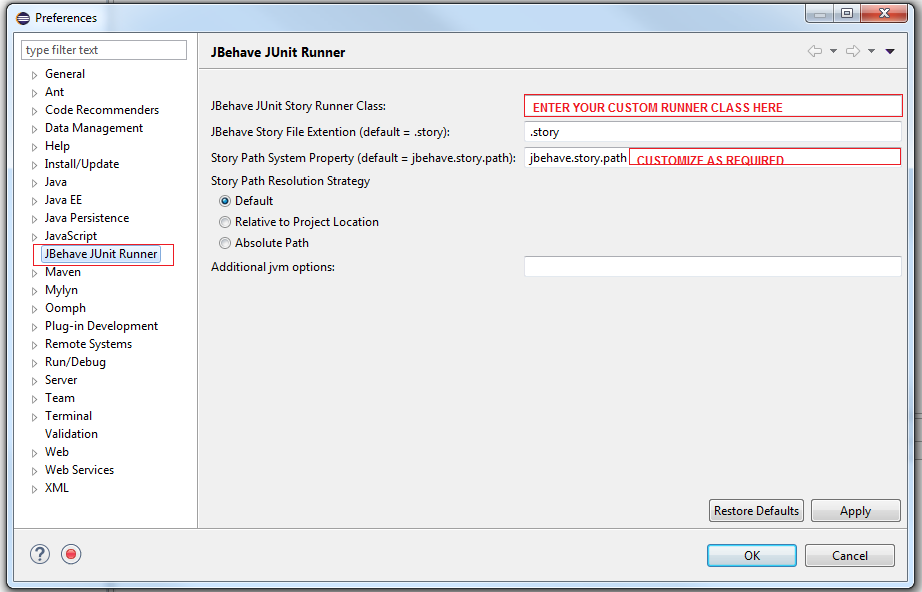 Preferences
type filter text
General
Ant
Code Recommenders
Data Management
Help
Install/Update
Java
Java EE
Java Persistence
JavaScript
JBehave JUnit Runner
Maven
Mylyn
Oomph
Plug-in Development
Remote Systems
Run/Debug
Server
Team
Terminal
Validation
Web
Web Services
XML
JBehave JUnit Runner
JBehave JUnit Story Runner Class: ENTER YOUR CUSTOM RUNNER CLASS HERE
JBehave Story File Extention (default = .story): .story
Story Path System Property (default = jbehave.story.path): jbehave.story.path CUSTOMIZE AS REQUIRED
Story Path Resolution Strategy
Default
Relative to Project Location
Absolute Path
Additional jvm options:
Restore Defaults Apply
? OK Cancel